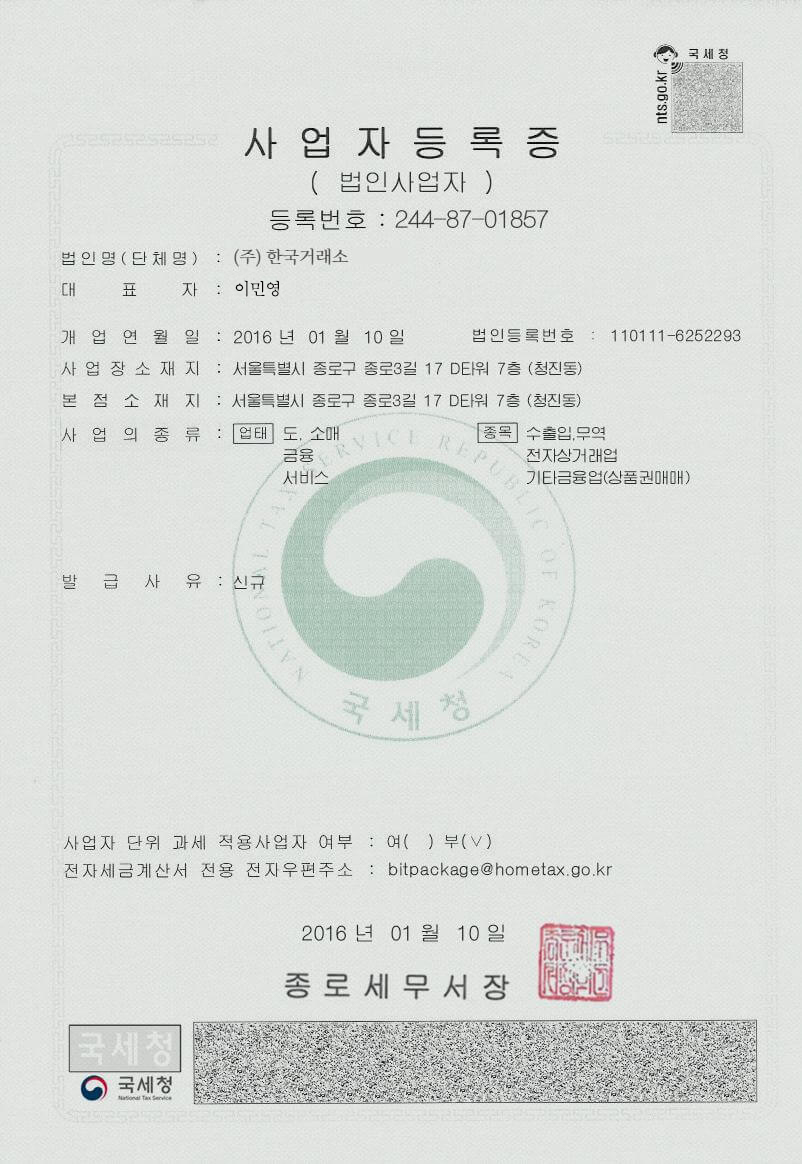 국세청
nts.go.kr
사업자등록증
( 법인사업자 )
등록번호 : 244-87-01857
법인명(단체명) : (주) 한국거래소
대표자 : 이민영
개업연월일 : 2016 년 01 월 10 일 법인등록번호 : 110111-6252293
사업장소재지 : 서울특별시 종로구 종로3길 17 D타워 7층 (청진동)
본점소재지 : 서울특별시 종로구 종로3길 17 D타워 7층 (청진동)
사업의종류 : 업태 도, 소매 종목 수출입,무역
금융 전자상거래업
서비스 기타금융업(상품권매매)
NATIONAL TAX SERVICE REPUBLIC OF KOREA
발급사유 : 신규
국세청
사업자 단위 과세 적용사업자 여부 : 여( ) 부(∨)
전자세금계산서 전용 전자우편주소 : bitpackage@hometax.go.kr
2016 년 01 월 10 일
종로세무서장
국세청
국세청
National Tax Service